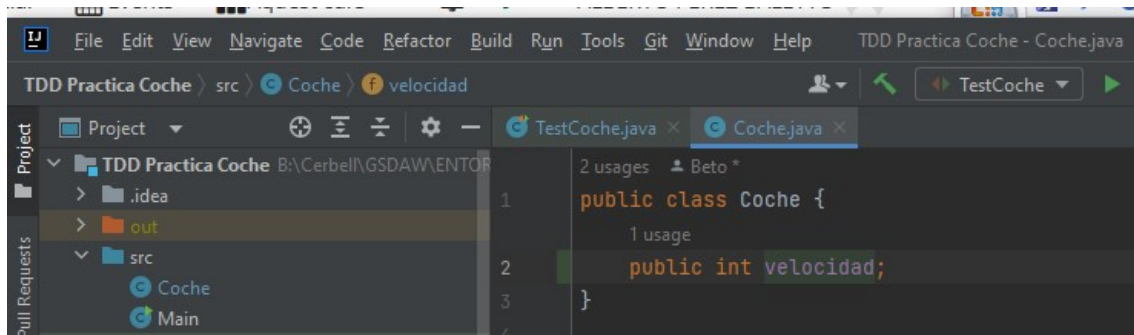 File Edit View Navigate Code Refactor Build Run Tools Git Window Help TDD Practica Coche - Coche.java
TDD Practica Coche src Coche velocidad
TestCoche
Project
TestCoche.java
Coche.java
Project
TDD Practica Coche B:\Cerbell\GSDAW\ENTOR
.idea
out
src
Coche
Main
Pull Requests
2 usages Beto *
1 public class Coche {
1 usage
2 public int velocidad;
3 }